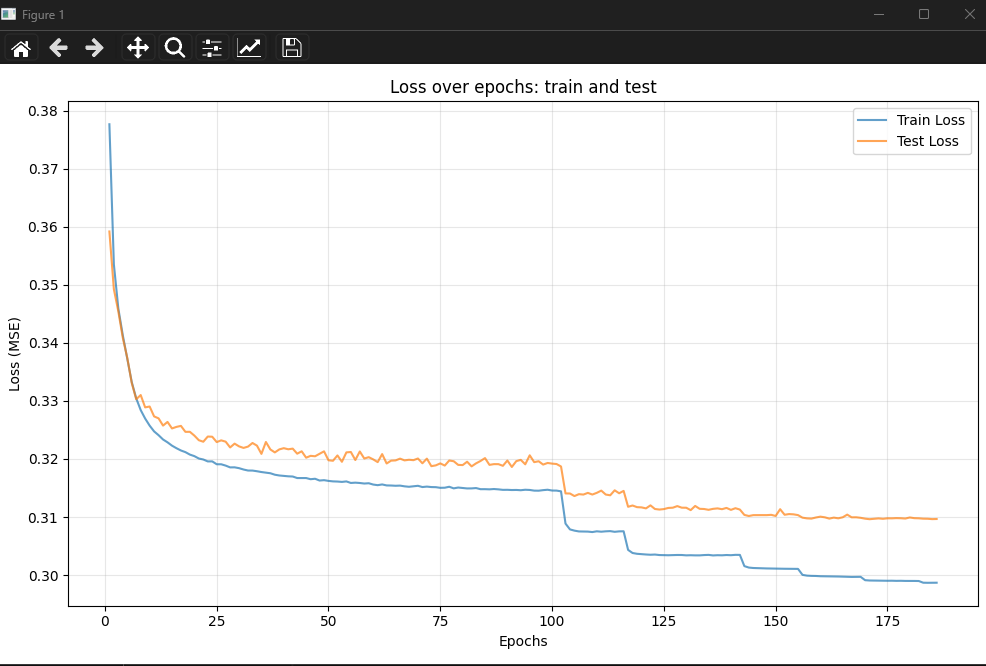 Figure 1
Loss over epochs: train and test
Train Loss
Test Loss
Loss (MSE)
0.38
0.37
0.36
0.35
0.34
0.33
0.32
0.31
0.30
0 25 50 75 100 125 150 175
Epochs